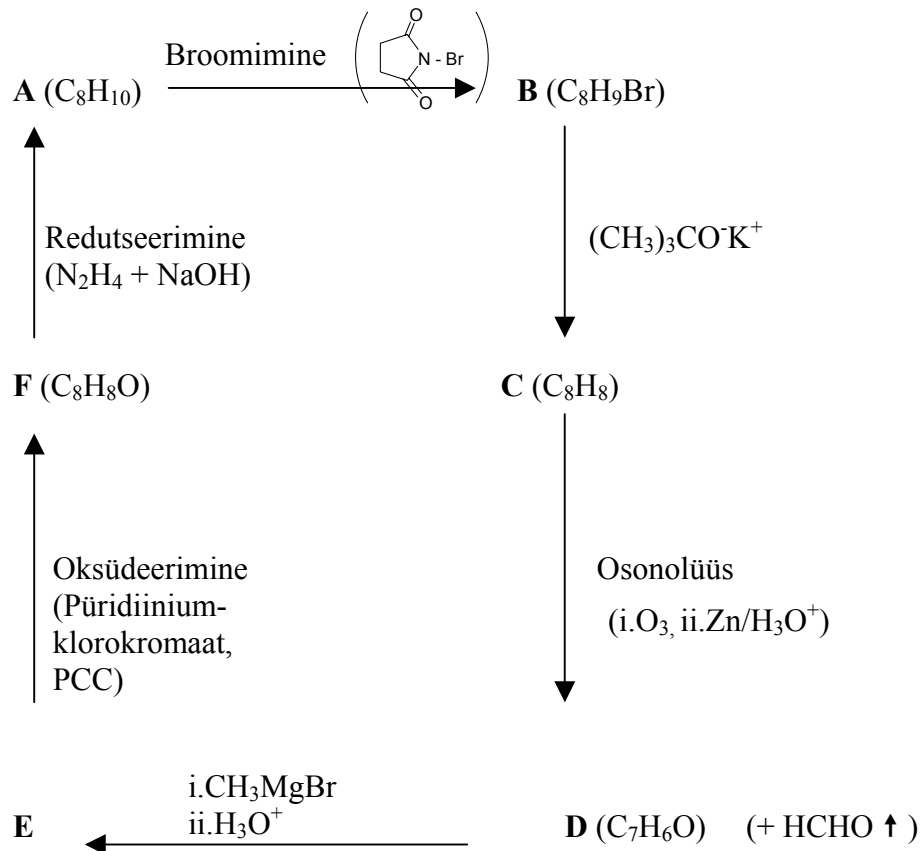 Broomimine
O
N - Br
O
A (C₈H₁₀)
B (C₈H₉Br)
Redutseerimine
(N₂H₄ + NaOH)
(CH₃)₃CO⁻K⁺
F (C₈H₈O)
C (C₈H₈)
Oksüdeerimine
(Püridiinium-
klorokromaat,
PCC)
Osonolüüs
(i.O₃, ii.Zn/H₃O⁺)
i.CH₃MgBr
ii.H₃O⁺
E
D (C₇H₆O) (+ HCHO ↑ )